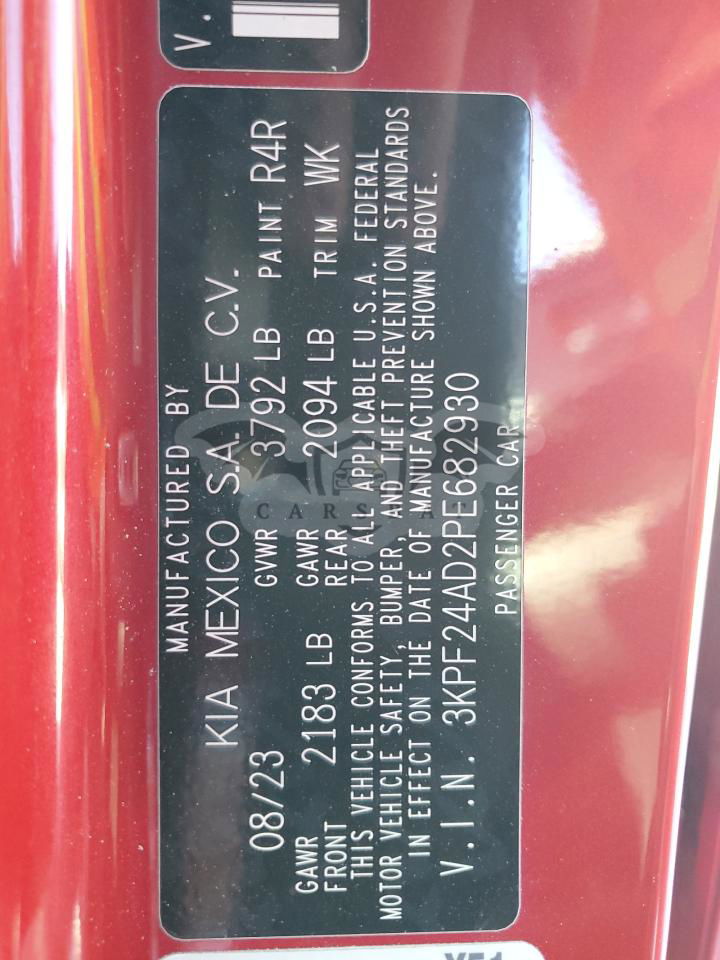 V.
MANUFACTURED BY
KIA MEXICO S.A. DE C.V.
08/23 GVWR 3792 LB PAINT R4R
GAWR FRONT 2183 LB GAWR REAR 2094 LB TRIM WK
THIS VEHICLE CONFORMS TO ALL APPLICABLE U.S.A. FEDERAL
MOTOR VEHICLE SAFETY, BUMPER, AND THEFT PREVENTION STANDARDS
IN EFFECT ON THE DATE OF MANUFACTURE SHOWN ABOVE.
V.I.N. 3KPF24AD2PE682930
PASSENGER CAR